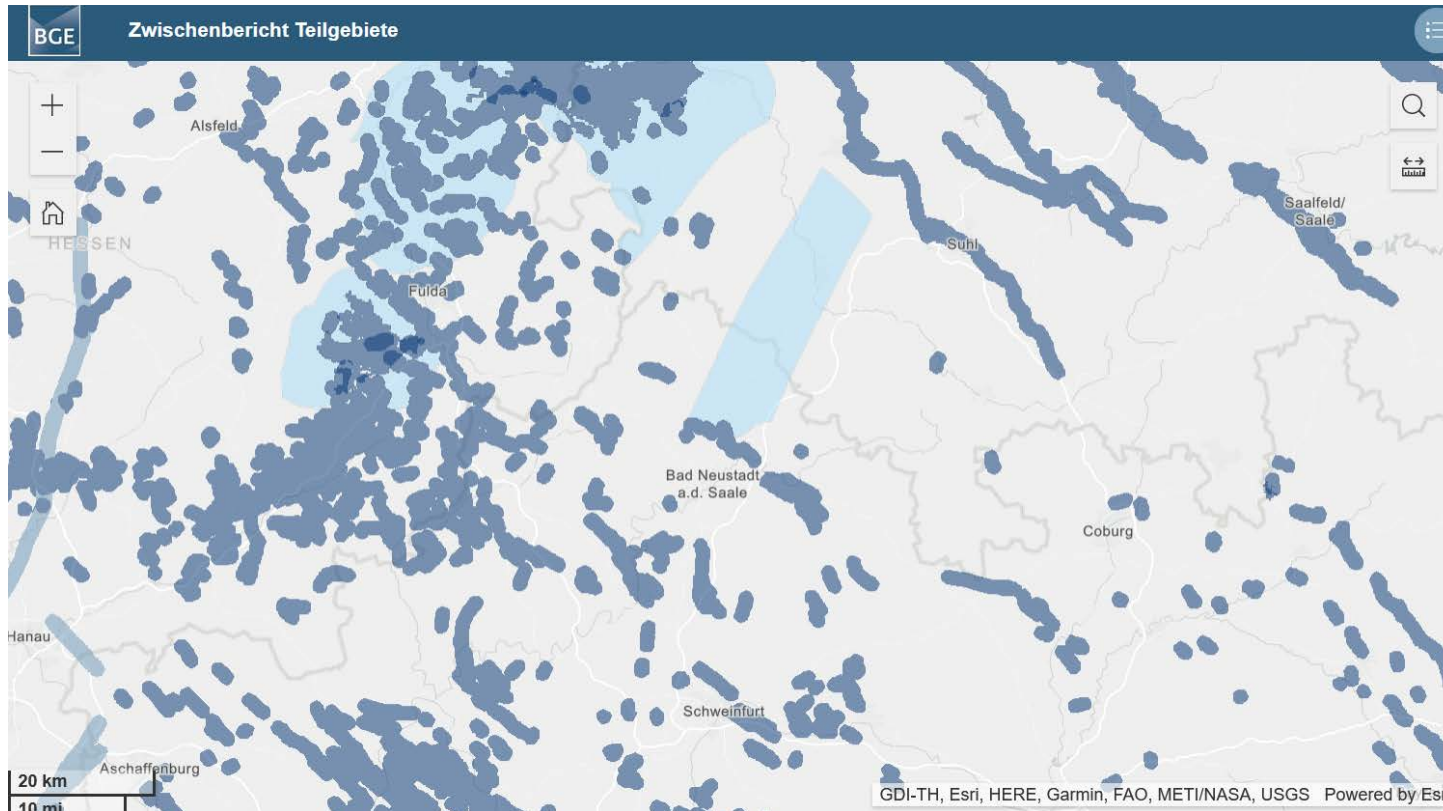 BGE
Zwischenbericht Teilgebiete
Alsfeld
HESSEN
Saalfeld/
Saale
Suhl
Fulda
Bad Neustadt
a.d. Saale
Coburg
Hanau
Schweinfurt
Aschaffenburg
20 km
10 mi
GDI-TH, Esri, HERE, Garmin, FAO, METI/NASA, USGS Powered by Esri